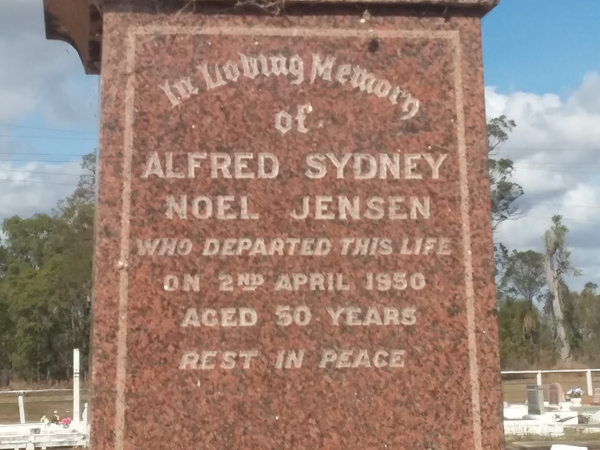 In Loving Memory
of
ALFRED SYDNEY
NOEL JENSEN
WHO DEPARTED THIS LIFE
ON 2ND APRIL 1950
AGED 50 YEARS
REST IN PEACE